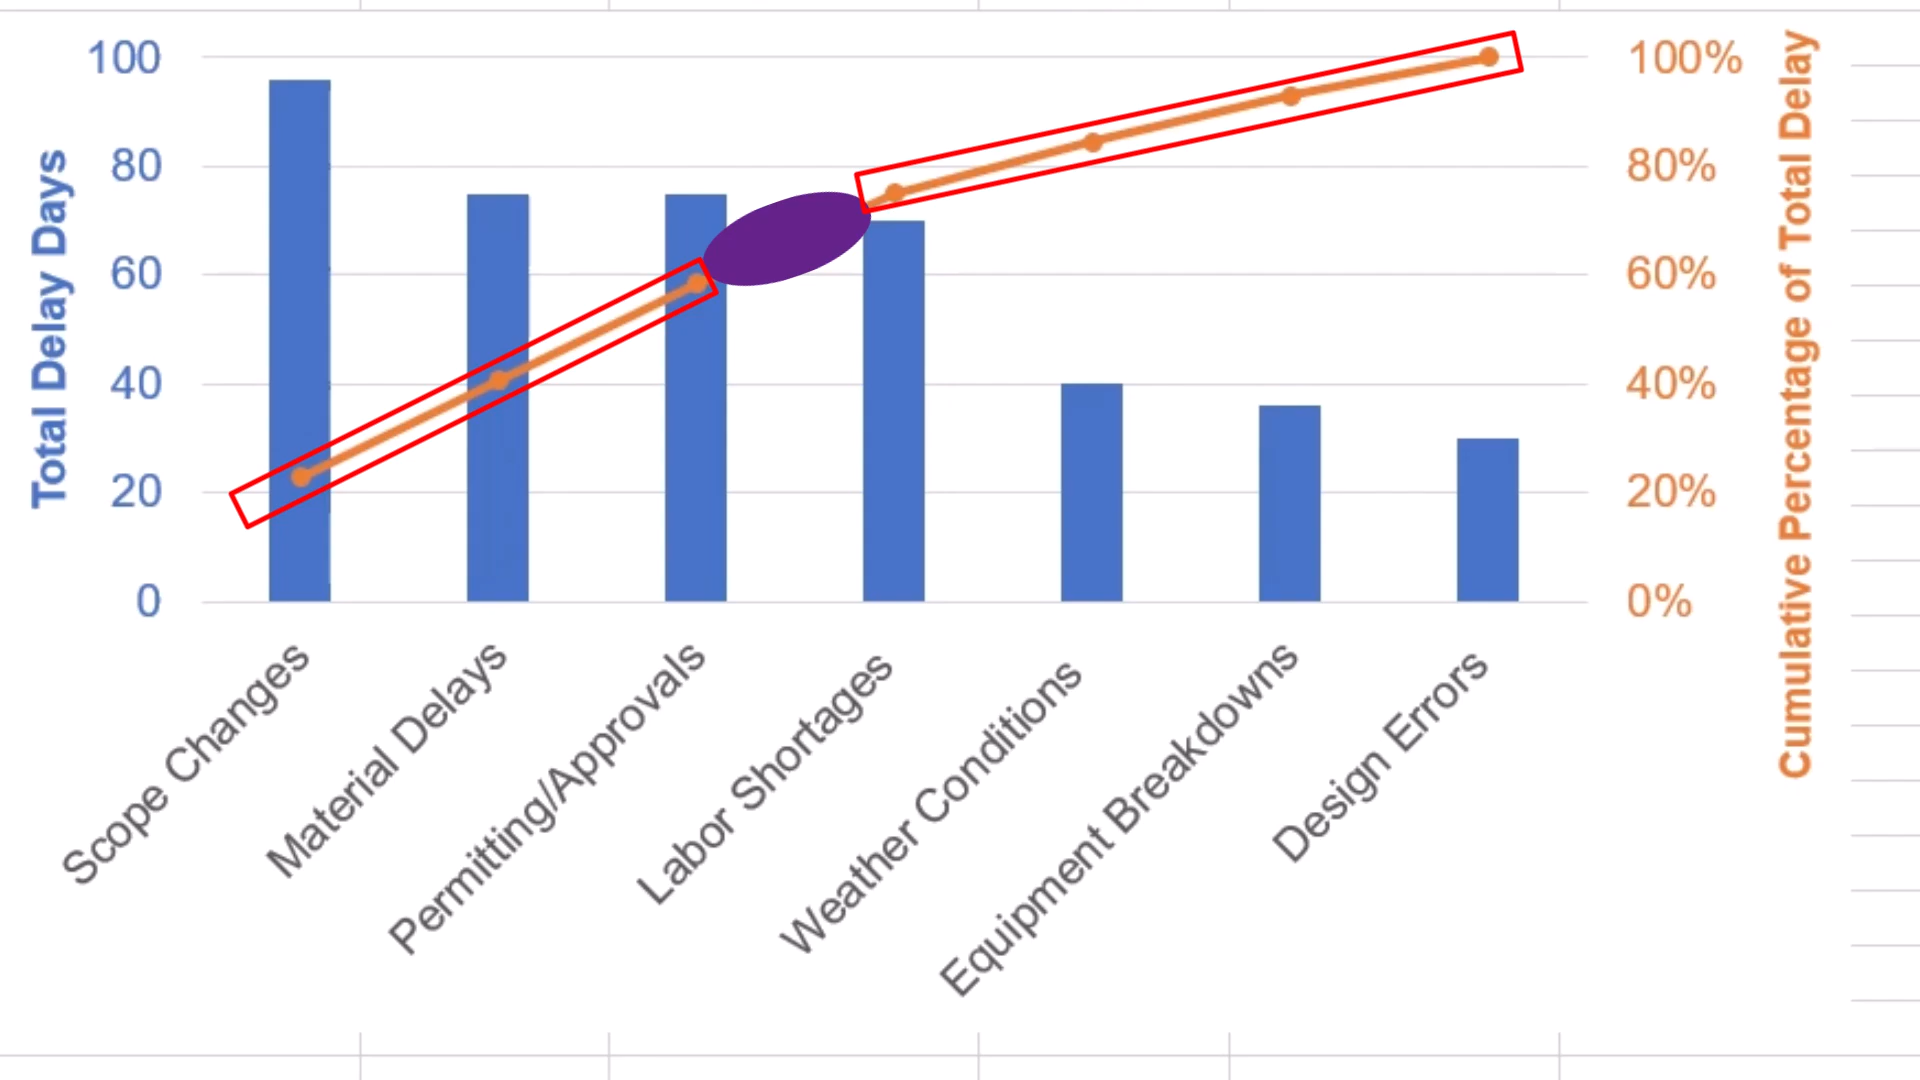 Total Delay Days
100
80
60
40
20
0
100%
80%
60%
40%
20%
0%
Cumulative Percentage of Total Delay
Scope Changes
Material Delays
Permitting/Approvals
Labor Shortages
Weather Conditions
Equipment Breakdowns
Design Errors